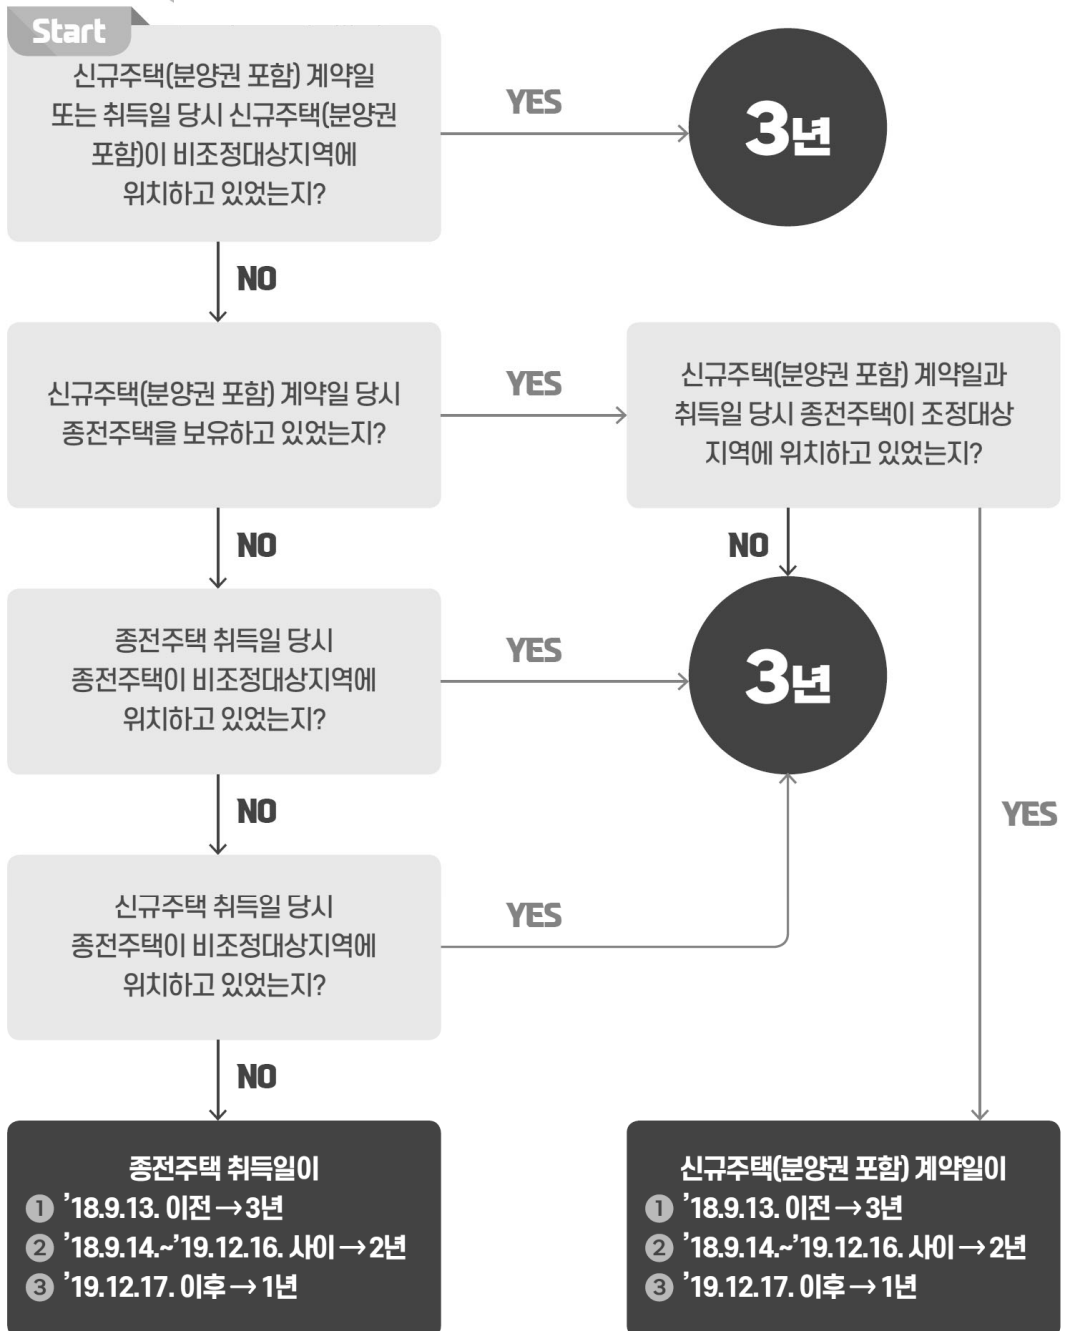 Start
신규주택(분양권 포함) 계약일
또는 취득일 당시 신규주택(분양권
포함)이 비조정대상지역에
위치하고 있었는지?
YES
3년
NO
신규주택(분양권 포함) 계약일 당시
종전주택을 보유하고 있었는지?
YES
신규주택(분양권 포함) 계약일과
취득일 당시 종전주택이 조정대상
지역에 위치하고 있었는지?
NO
NO
종전주택 취득일 당시
종전주택이 비조정대상지역에
위치하고 있었는지?
YES
3년
NO
YES
신규주택 취득일 당시
종전주택이 비조정대상지역에
위치하고 있었는지?
YES
NO
종전주택 취득일이
1 ’18.9.13. 이전 → 3년
2 ’18.9.14.~’19.12.16. 사이 → 2년
3 ’19.12.17. 이후 → 1년
신규주택(분양권 포함) 계약일이
1 ’18.9.13. 이전 → 3년
2 ’18.9.14.~’19.12.16. 사이 → 2년
3 ’19.12.17. 이후 → 1년